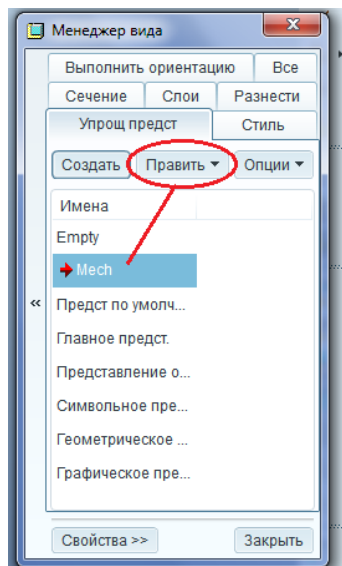 Менеджер вида
Выполнить ориентацию Все
Сечение Слои Разнести
Упрощ предст Стиль
Создать Править Опции
Имена
Empty
Mech
Предст по умолч...
Главное предст.
Представление о...
Символьное пре...
Геометрическое ...
Графическое пре...
Свойства >> Закрыть